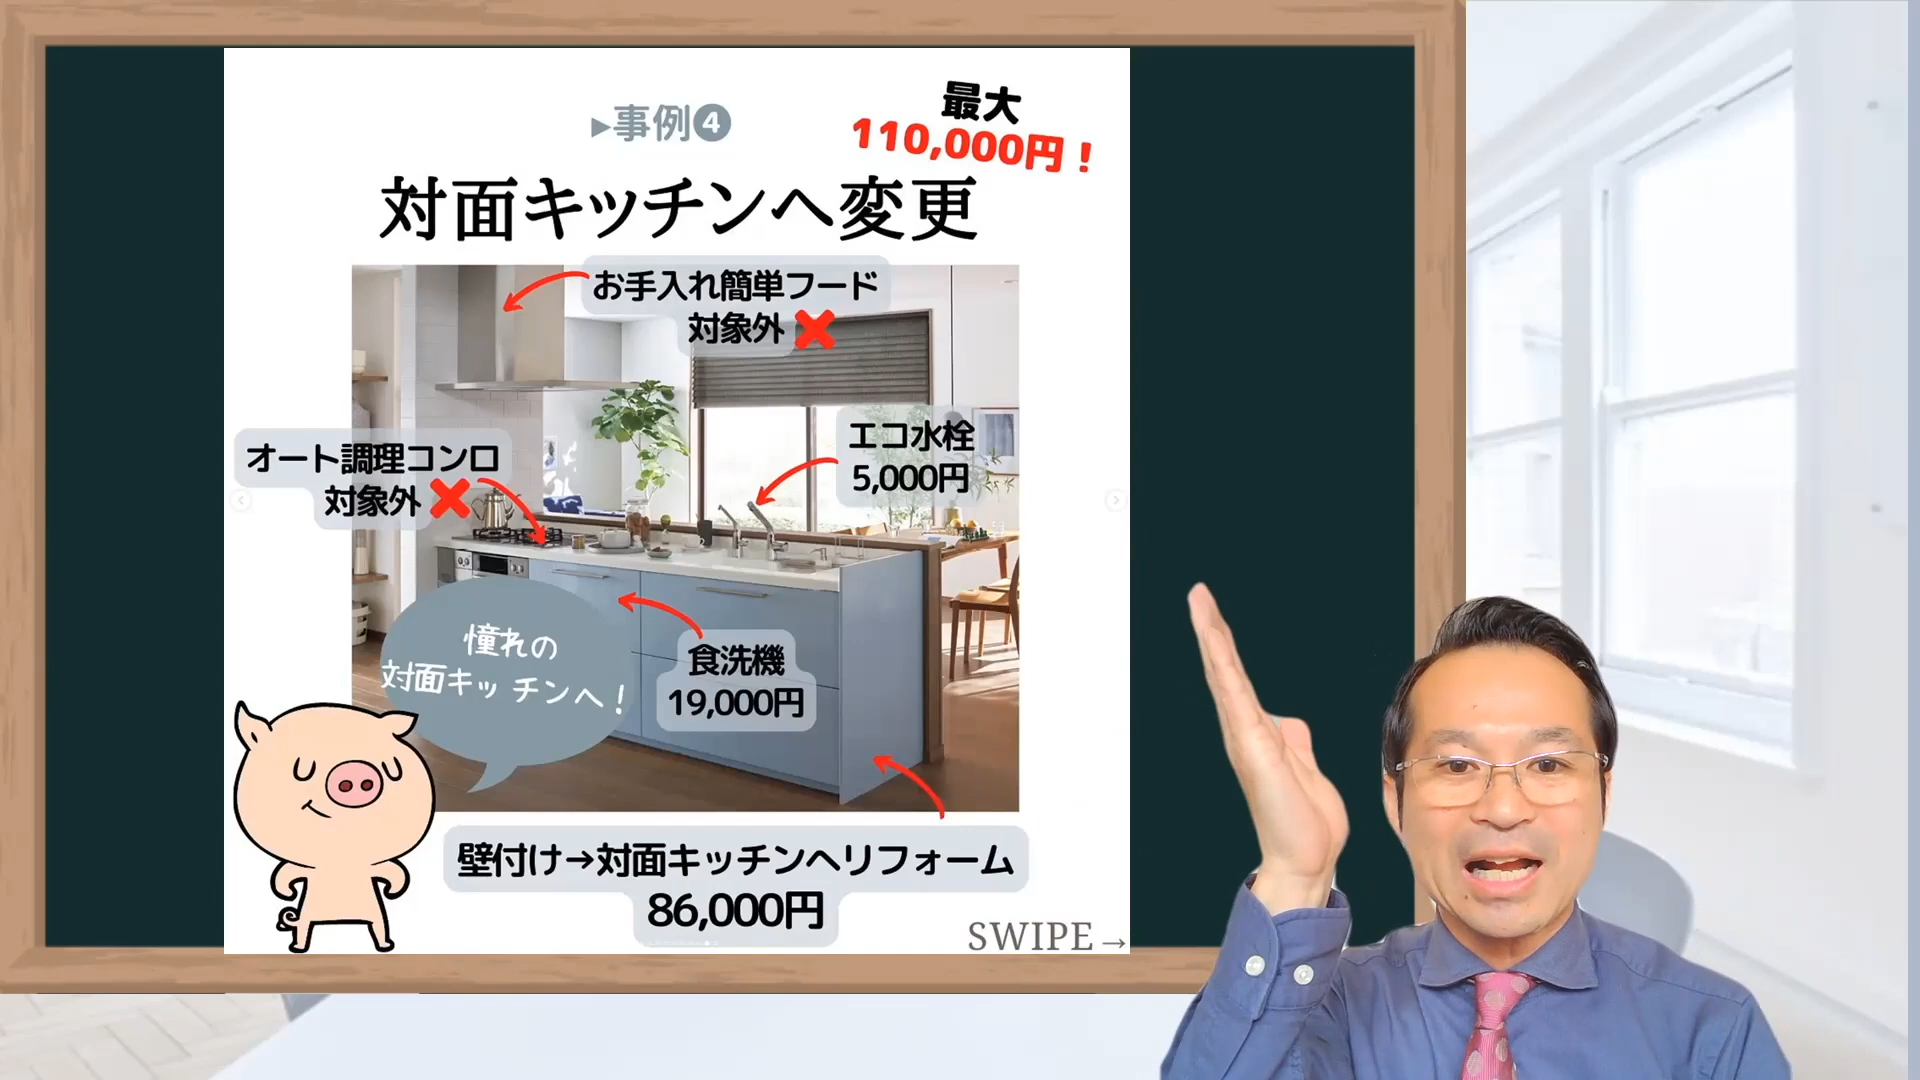 ▸事例❹
最大
110,000円！
対面キッチンへ変更
お手入れ簡単フード
対象外❌
オート調理コンロ
対象外❌
エコ水栓
5,000円
憧れの
対面キッチンへ！
食洗機
19,000円
壁付け→対面キッチンへリフォーム
86,000円
SWIPE→